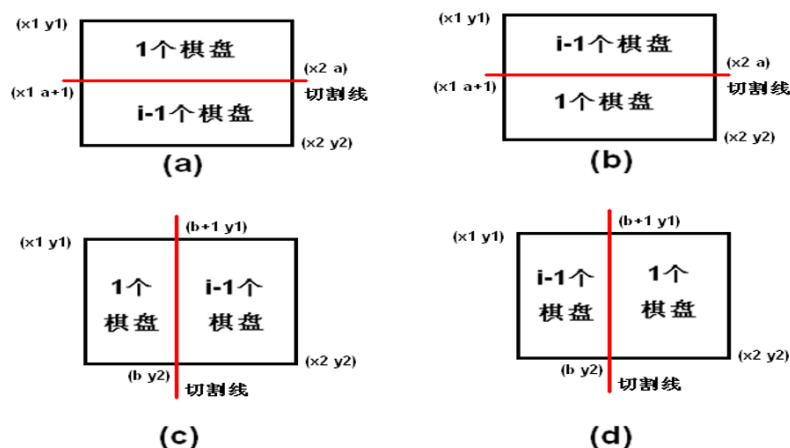 (x1 y1)
1个棋盘
(x2 a)
(x1 a+1)
切割线
i-1个棋盘
(x2 y2)
(a)
(x1 y1)
i-1个棋盘
(x2 a)
(x1 a+1)
切割线
1个棋盘
(x2 y2)
(b)
(b+1 y1)
(x1 y1)
1个
棋盘
i-1个
棋盘
(x2 y2)
(b y2)
切割线
(c)
(b+1 y1)
(x1 y1)
i-1个
棋盘
1个
棋盘
(x2 y2)
(b y2)
切割线
(d)